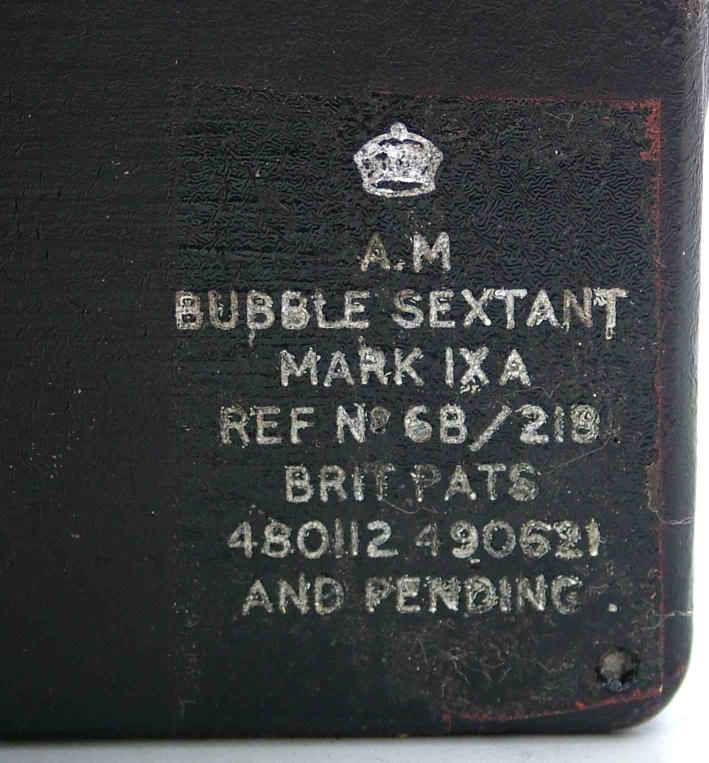 A.M
BUBBLE SEXTANT
MARK IX A
REF Nº 6B/218
BRIT PATS
480112 490621
AND PENDING.